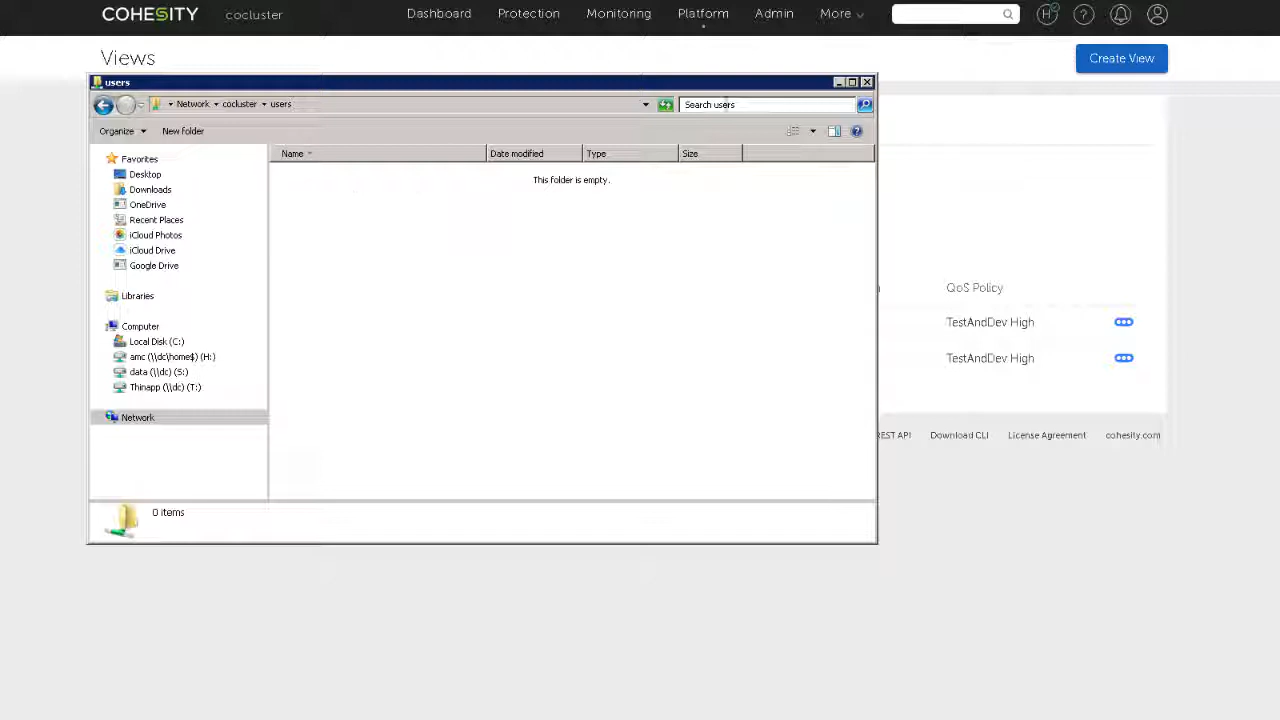 COHESITY cocluster Dashboard Protection Monitoring Platform Admin More H ?
Views Create View
users
Network cocluster users Search users
Organize New folder
Name Date modified Type Size
This folder is empty.
Favorites
Desktop
Downloads
OneDrive
Recent Places
iCloud Photos
iCloud Drive
Google Drive
Libraries
Computer
Local Disk (C:)
amc (\\dc\home$) (H:)
data (\\dc) (S:)
Thinapp (\\dc) (T:)
Network
0 items
QoS Policy
TestAndDev High
TestAndDev High
EST API Download CLI License Agreement cohesity.com